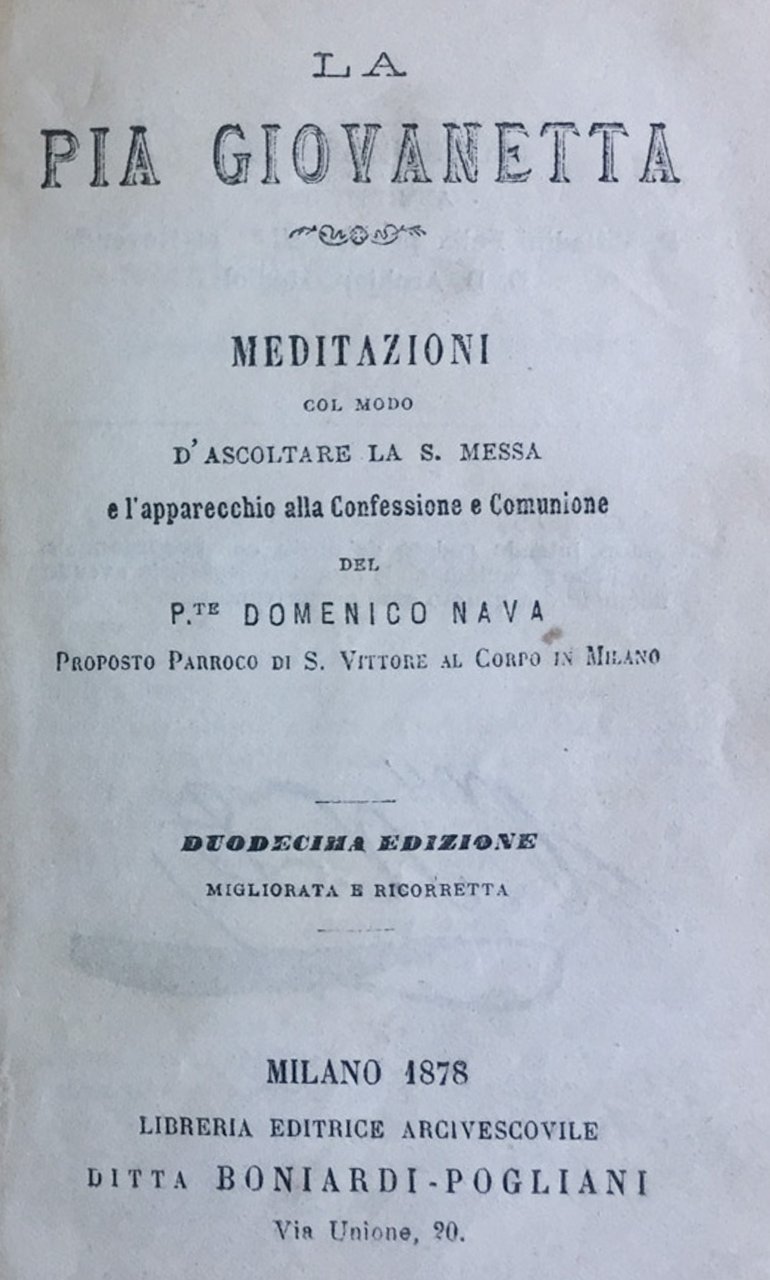 LA
PIA GIOVANETTA
MEDITAZIONI
COL MODO
D'ASCOLTARE LA S. MESSA
e l'apparecchio alla Confessione e Comunione
DEL
P.TE DOMENICO NAVA
PROPOSTO PARROCO DI S. VITTORE AL CORPO IN MILANO
DUODECIMA EDIZIONE
MIGLIORATA E RICORRETTA
MILANO 1878
LIBRERIA EDITRICE ARCIVESCOVILE
DITTA BONIARDI-POGLIANI
Via Unione, 20.